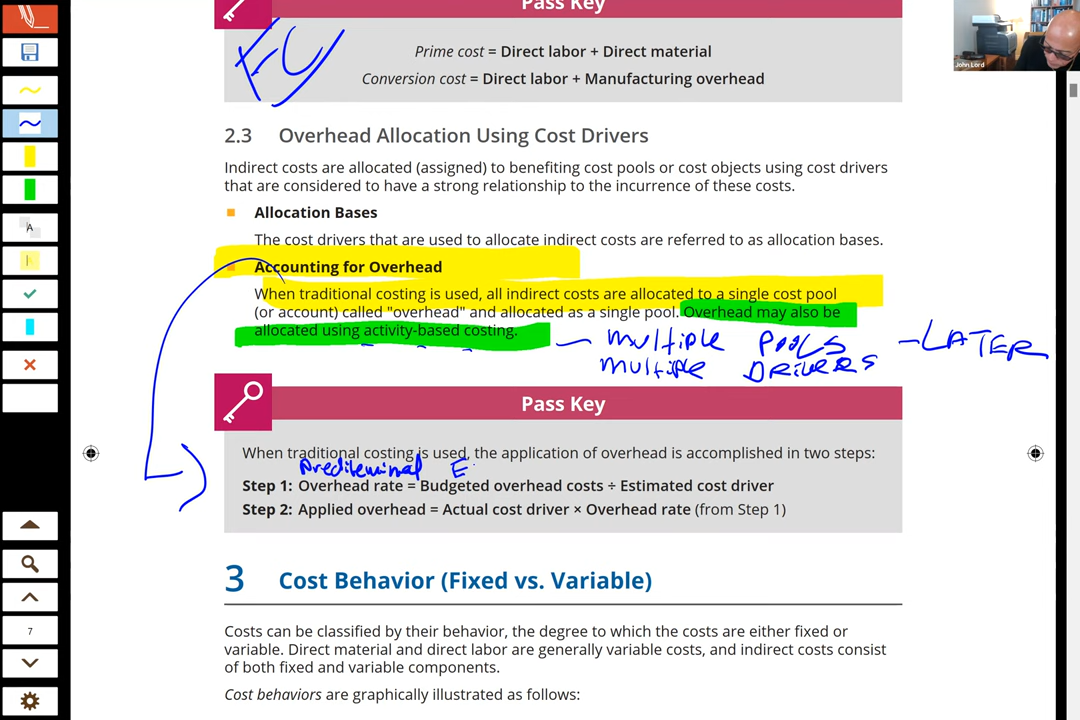 Pass Key
Prime cost = Direct labor + Direct material
Conversion cost = Direct labor + Manufacturing overhead
John Lord
2.3 Overhead Allocation Using Cost Drivers
Indirect costs are allocated (assigned) to benefiting cost pools or cost objects using cost drivers
that are considered to have a strong relationship to the incurrence of these costs.
Allocation Bases
The cost drivers that are used to allocate indirect costs are referred to as allocation bases.
Accounting for Overhead
When traditional costing is used, all indirect costs are allocated to a single cost pool
(or account) called "overhead" and allocated as a single pool. Overhead may also be
allocated using activity-based costing.
multiple POOLS - LATER
multiple DRIVERS
Pass Key
When traditional costing is used, the application of overhead is accomplished in two steps:
E
Step 1: Overhead rate = Budgeted overhead costs ÷ Estimated cost driver
Step 2: Applied overhead = Actual cost driver × Overhead rate (from Step 1)
3 Cost Behavior (Fixed vs. Variable)
Costs can be classified by their behavior, the degree to which the costs are either fixed or
variable. Direct material and direct labor are generally variable costs, and indirect costs consist
of both fixed and variable components.
Cost behaviors are graphically illustrated as follows:
A
7